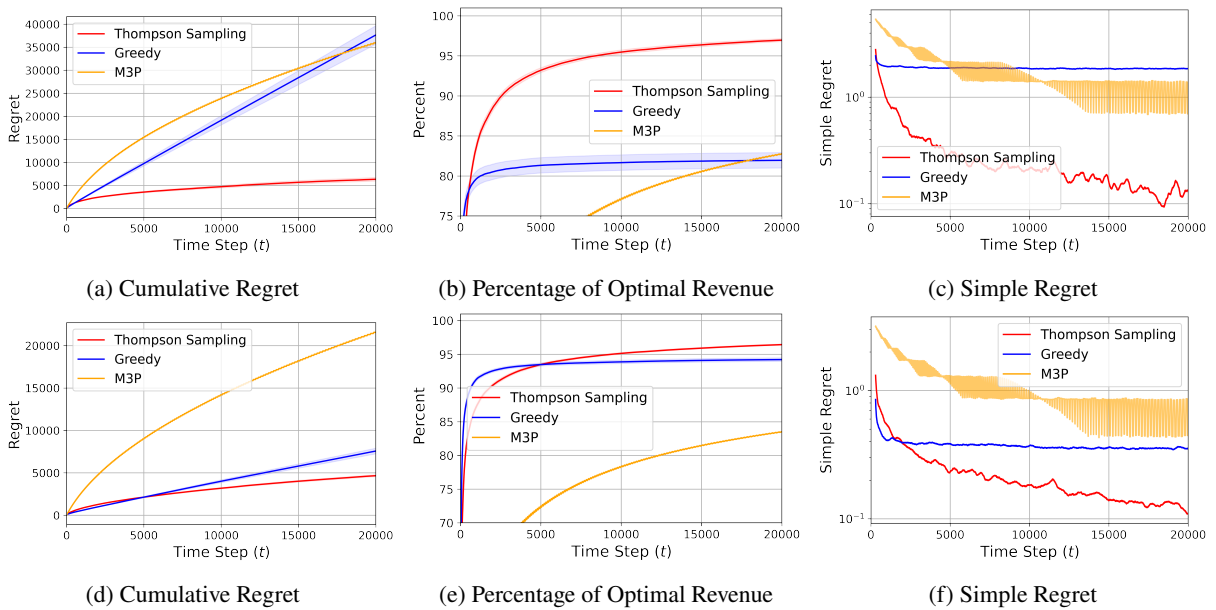 40000
35000
30000
25000
20000
15000
10000
5000
0
Regret
Thompson Sampling
Greedy
M3P
0 5000 10000 15000 20000
Time Step (t)
(a) Cumulative Regret
100
95
90
85
80
75
Percent
Thompson Sampling
Greedy
M3P
0 5000 10000 15000 20000
Time Step (t)
(b) Percentage of Optimal Revenue
10⁰
10⁻¹
Simple Regret
Thompson Sampling
Greedy
M3P
0 5000 10000 15000 20000
Time Step (t)
(c) Simple Regret
20000
15000
10000
5000
0
Regret
Thompson Sampling
Greedy
M3P
0 5000 10000 15000 20000
Time Step (t)
(d) Cumulative Regret
100
95
90
85
80
75
70
Percent
Thompson Sampling
Greedy
M3P
0 5000 10000 15000 20000
Time Step (t)
(e) Percentage of Optimal Revenue
10⁰
10⁻¹
Simple Regret
Thompson Sampling
Greedy
M3P
0 5000 10000 15000 20000
Time Step (t)
(f) Simple Regret